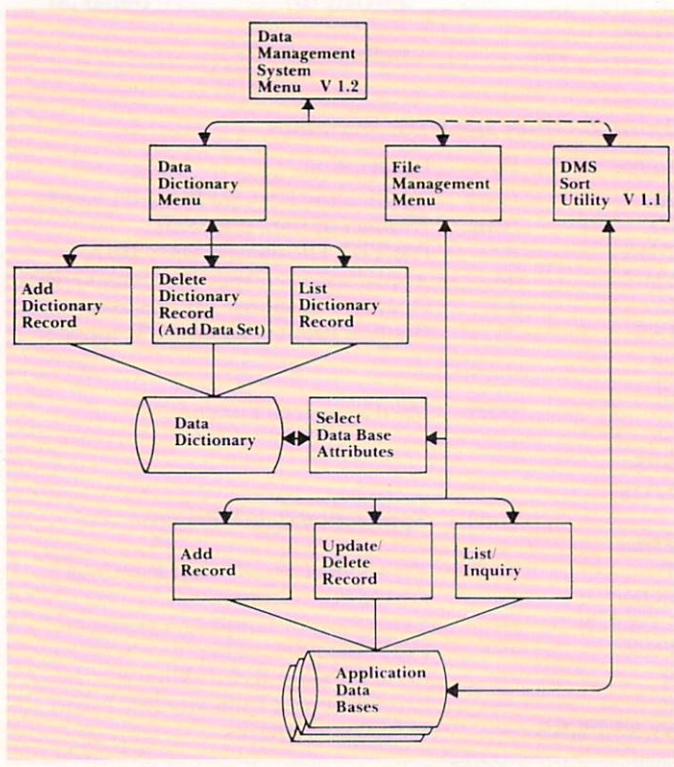 Data
Management
System
Menu V 1.2
Data
Dictionary
Menu
File
Management
Menu
DMS
Sort
Utility V 1.1
Add
Dictionary
Record
Delete
Dictionary
Record
(And Data Set)
List
Dictionary
Record
Data
Dictionary
Select
Data Base
Attributes
Add
Record
Update/
Delete
Record
List/
Inquiry
Application
Data
Bases